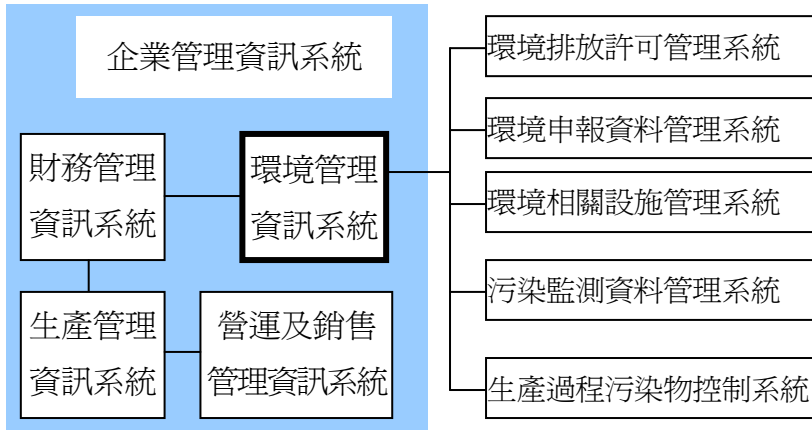 企業管理資訊系統
財務管理
資訊系統
環境管理
資訊系統
生產管理
資訊系統
營運及銷售
管理資訊系統
環境排放許可管理系統
環境申報資料管理系統
環境相關設施管理系統
污染監測資料管理系統
生產過程污染物控制系統